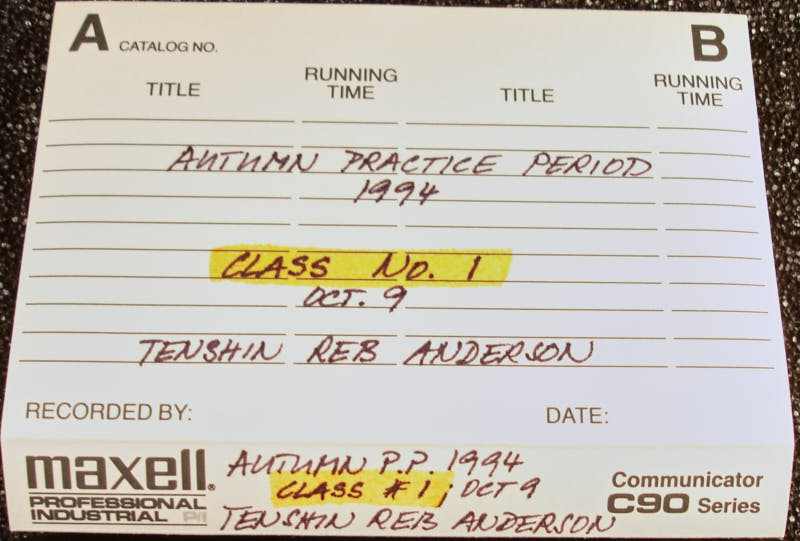 A CATALOG NO. B
TITLE RUNNING TIME TITLE RUNNING TIME
AUTUMN PRACTICE PERIOD
1994
CLASS NO. 1
OCT. 9
TENSHIN REB ANDERSON
RECORDED BY: DATE:
maxell®
PROFESSIONAL
INDUSTRIAL P/I
AUTUMN P.P. 1994
CLASS #1, OCT 9
TENSHIN REB ANDERSON
Communicator
C90 Series